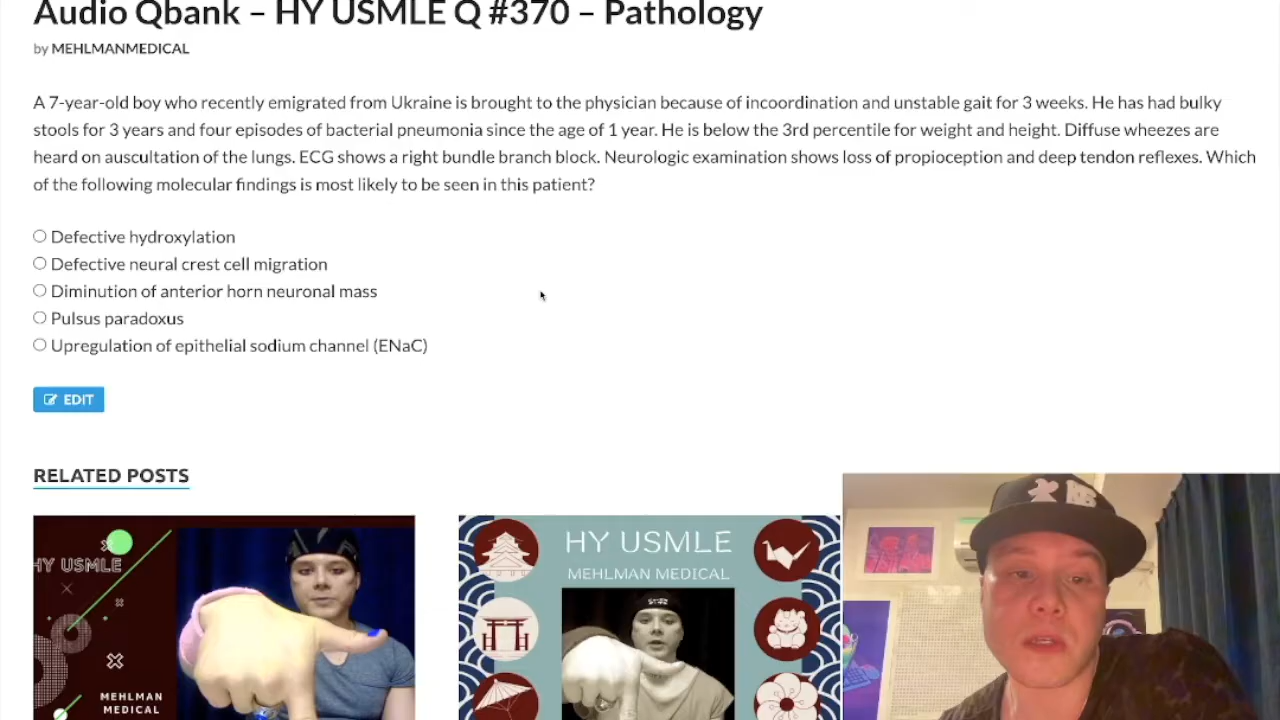 Audio Qbank – HY USMLE Q #370 – Pathology
by MEHLMANMEDICAL
A 7-year-old boy who recently emigrated from Ukraine is brought to the physician because of incoordination and unstable gait for 3 weeks. He has had bulky
stools for 3 years and four episodes of bacterial pneumonia since the age of 1 year. He is below the 3rd percentile for weight and height. Diffuse wheezes are
heard on auscultation of the lungs. ECG shows a right bundle branch block. Neurologic examination shows loss of propioception and deep tendon reflexes. Which
of the following molecular findings is most likely to be seen in this patient?
Defective hydroxylation
Defective neural crest cell migration
Diminution of anterior horn neuronal mass
Pulsus paradoxus
Upregulation of epithelial sodium channel (ENaC)
EDIT
RELATED POSTS
HY USMLE
MEHLMAN
MEDICAL
HY USMLE
MEHLMAN MEDICAL